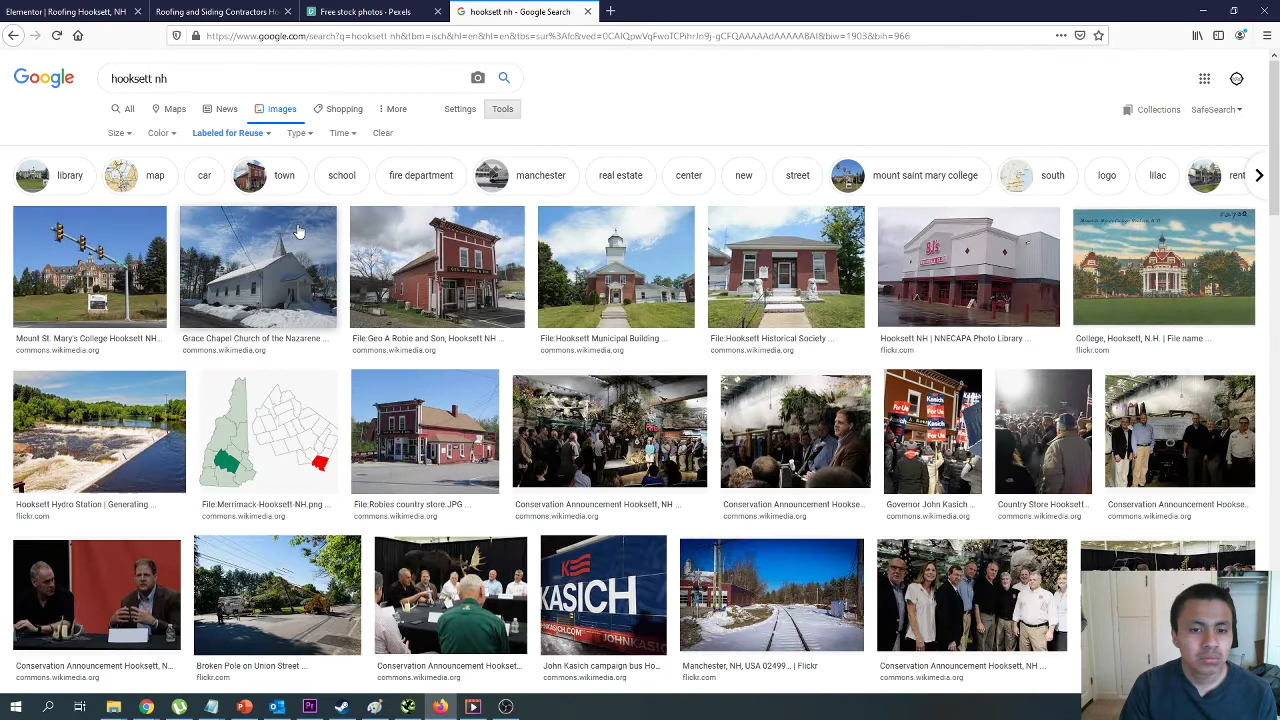 Elementor | Roofing Hooksett, NH
Roofing and Siding Contractors Ho
Free stock photos - Pexels
hooksett nh - Google Search
https://www.google.com/search?q=hooksett nh&tbm=isch&hl=en&hl=en&tbs=sur%3Afc&ved=0CAIQpwVqFwoTCPihrJn9j-gCFQAAAAAdAAAAABAI&biw=1903&bih=966
Google
hooksett nh
All
Maps
News
Images
Shopping
More
Settings
Tools
Collections
SafeSearch
Size
Color
Labeled for Reuse
Type
Time
Clear
library
map
car
town
school
fire department
manchester
real estate
center
new
street
mount saint mary college
south
logo
lilac
rent
Mount St. Mary's College Hooksett NH...
commons.wikimedia.org
Grace Chapel Church of the Nazarene ...
commons.wikimedia.org
File:Geo A Robie and Son, Hooksett NH ...
commons.wikimedia.org
File:Hooksett Municipal Building ...
commons.wikimedia.org
File:Hooksett Historical Society ...
commons.wikimedia.org
Hooksett NH | NNECAPA Photo Library ...
flickr.com
College, Hooksett, N.H. | File name ...
flickr.com
BJ's
Hooksett Hydro Station | Generating ...
flickr.com
File:Merrimack-Hooksett-NH.png ...
commons.wikimedia.org
File:Robies country store.JPG ...
commons.wikimedia.org
Conservation Announcement Hooksett, NH ...
commons.wikimedia.org
Conservation Announcement Hookse...
commons.wikimedia.org
Governor John Kasich ...
commons.wikimedia.org
Country Store Hooksett...
commons.wikimedia.org
Conservation Announcement Hookse...
commons.wikimedia.org
Kasich
For Us
KASICH
JOHNKASIC
Conservation Announcement Hooksett, N...
commons.wikimedia.org
Broken Pole on Union Street ...
flickr.com
Conservation Announcement Hooksett...
commons.wikimedia.org
John Kasich campaign bus Ho...
commons.wikimedia.org
Manchester, NH, USA 02499... | Flickr
flickr.com
Conservation Announcement Hooksett, NH ...
commons.wikimedia.org